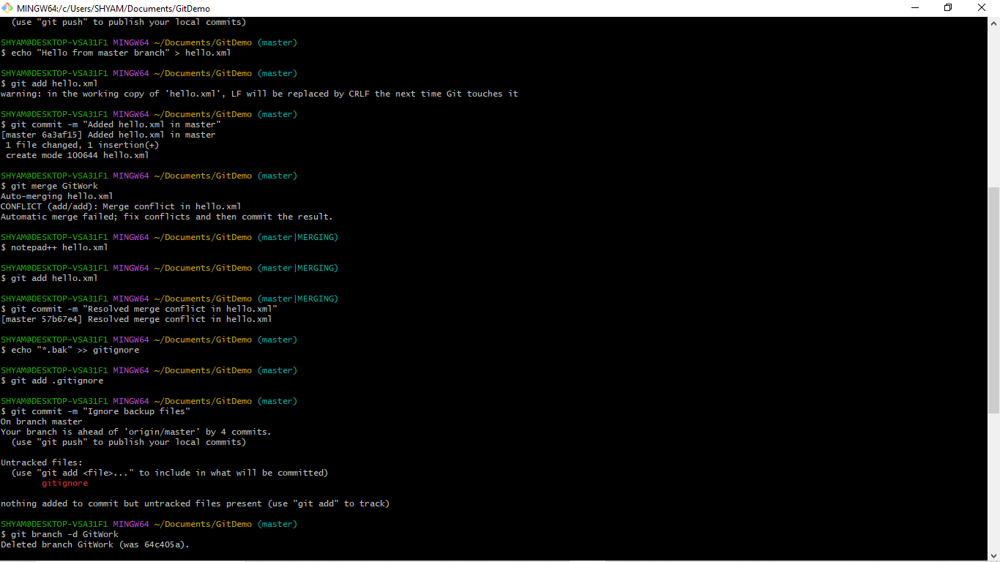 MINGW64:/c/Users/SHYAM/Documents/GitDemo
(use "git push" to publish your local commits)
SHYAM@DESKTOP-VSA31F1 MINGW64 ~/Documents/GitDemo (master)
$ echo "Hello from master branch" > hello.xml
SHYAM@DESKTOP-VSA31F1 MINGW64 ~/Documents/GitDemo (master)
$ git add hello.xml
warning: in the working copy of 'hello.xml', LF will be replaced by CRLF the next time Git touches it
SHYAM@DESKTOP-VSA31F1 MINGW64 ~/Documents/GitDemo (master)
$ git commit -m "Added hello.xml in master"
[master 6a3af15] Added hello.xml in master
1 file changed, 1 insertion(+)
create mode 100644 hello.xml
SHYAM@DESKTOP-VSA31F1 MINGW64 ~/Documents/GitDemo (master)
$ git merge GitWork
Auto-merging hello.xml
CONFLICT (add/add): Merge conflict in hello.xml
Automatic merge failed; fix conflicts and then commit the result.
SHYAM@DESKTOP-VSA31F1 MINGW64 ~/Documents/GitDemo (master|MERGING)
$ notepad++ hello.xml
SHYAM@DESKTOP-VSA31F1 MINGW64 ~/Documents/GitDemo (master|MERGING)
$ git add hello.xml
SHYAM@DESKTOP-VSA31F1 MINGW64 ~/Documents/GitDemo (master|MERGING)
$ git commit -m "Resolved merge conflict in hello.xml"
[master 57b67e4] Resolved merge conflict in hello.xml
SHYAM@DESKTOP-VSA31F1 MINGW64 ~/Documents/GitDemo (master)
$ echo "*.bak" >> gitignore
SHYAM@DESKTOP-VSA31F1 MINGW64 ~/Documents/GitDemo (master)
$ git add .gitignore
SHYAM@DESKTOP-VSA31F1 MINGW64 ~/Documents/GitDemo (master)
$ git commit -m "Ignore backup files"
On branch master
Your branch is ahead of 'origin/master' by 4 commits.
(use "git push" to publish your local commits)
Untracked files:
(use "git add <file>..." to include in what will be committed)
gitignore
nothing added to commit but untracked files present (use "git add" to track)
SHYAM@DESKTOP-VSA31F1 MINGW64 ~/Documents/GitDemo (master)
$ git branch -d GitWork
Deleted branch GitWork (was 64c405a).